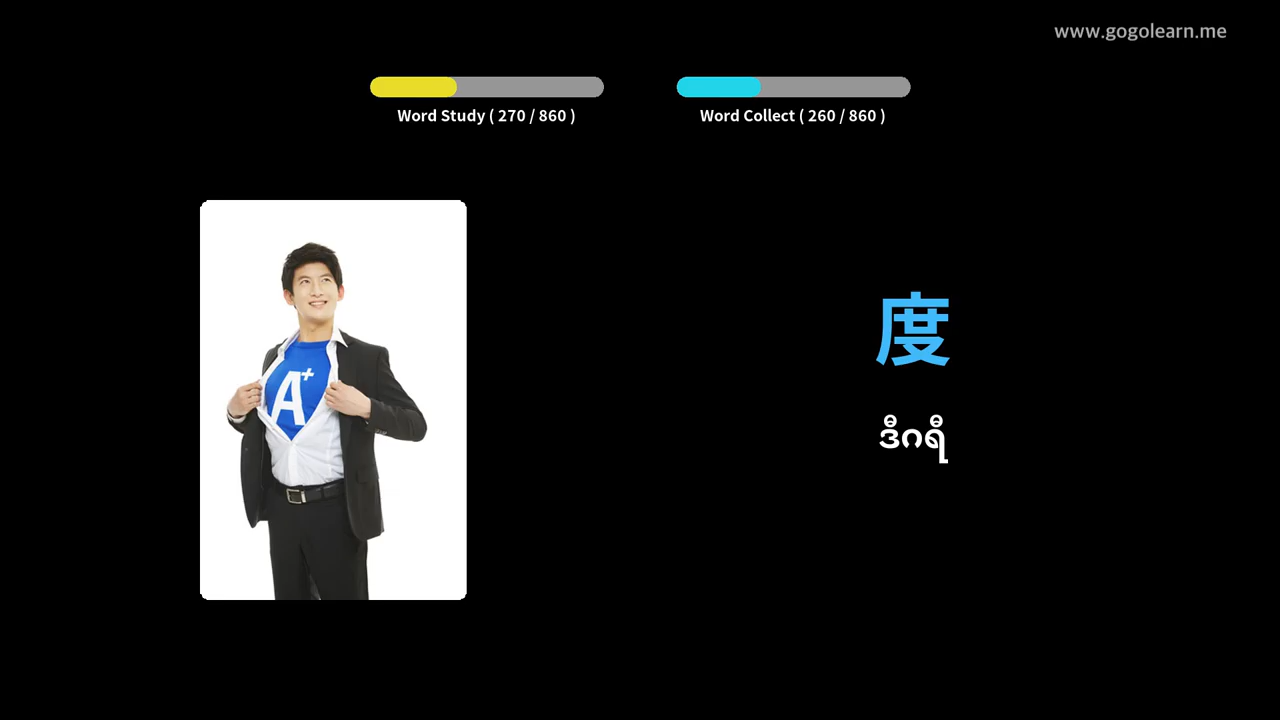 www.gogolearn.me
Word Study ( 270 / 860 )
Word Collect ( 260 / 860 )
A+
度
ဒီဂရီ